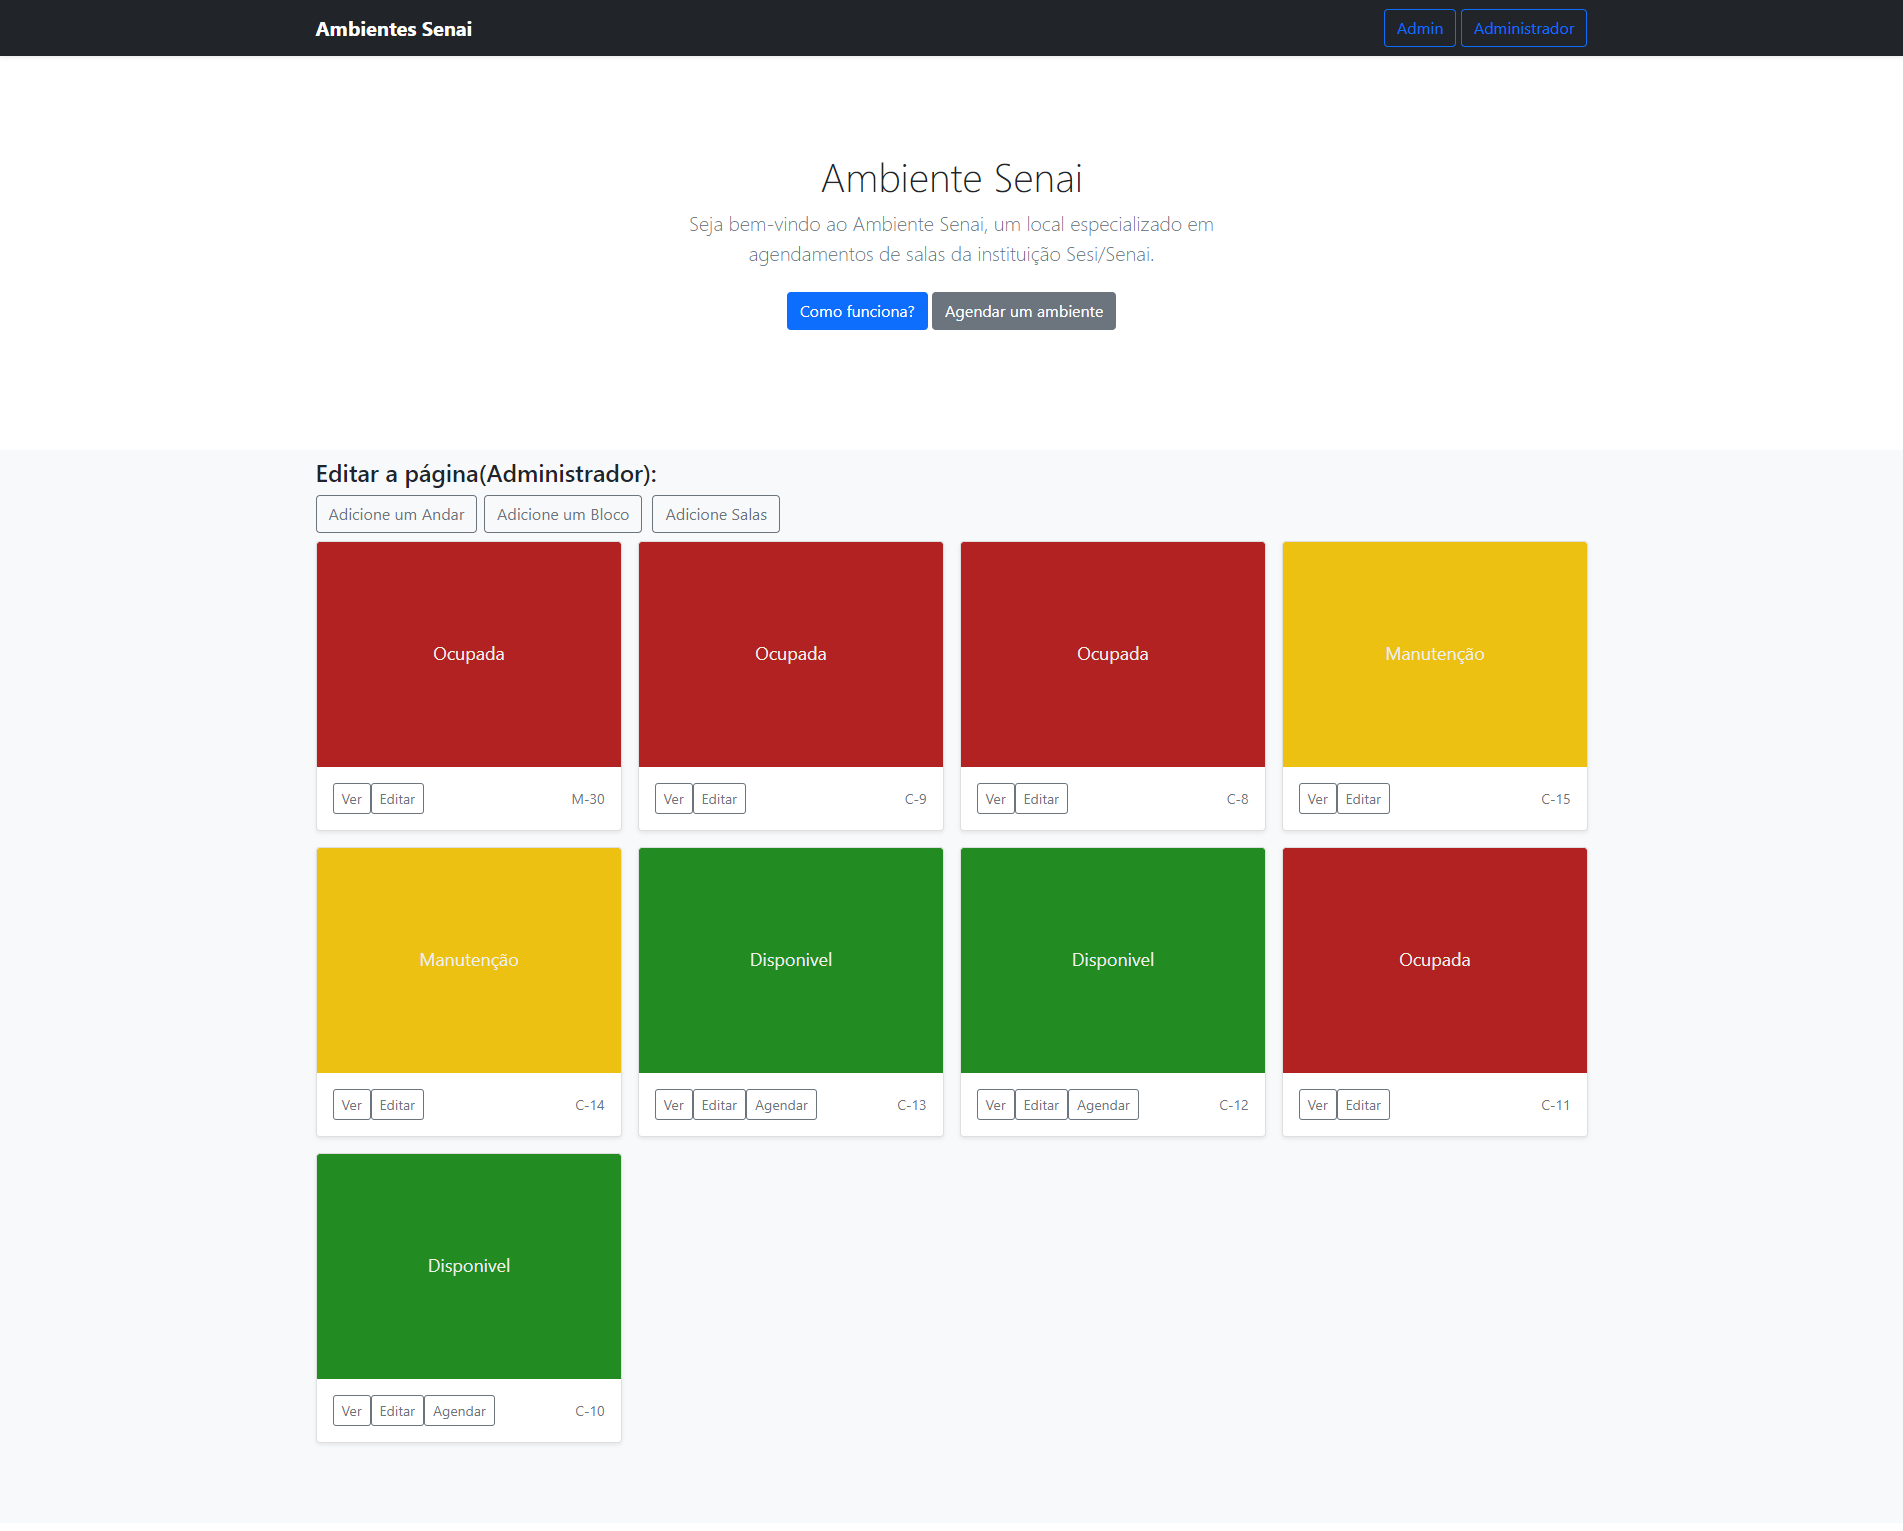 Ambientes Senai
Admin
Administrador
Ambiente Senai
Seja bem-vindo ao Ambiente Senai, um local especializado em
agendamentos de salas da instituição Sesi/Senai.
Como funciona?
Agendar um ambiente
Editar a página(Administrador):
Adicione um Andar
Adicione um Bloco
Adicione Salas
Ocupada
Ver
Editar
M-30
Ocupada
Ver
Editar
C-9
Ocupada
Ver
Editar
C-8
Manutenção
Ver
Editar
C-15
Manutenção
Ver
Editar
C-14
Disponivel
Ver
Editar
Agendar
C-13
Disponivel
Ver
Editar
Agendar
C-12
Ocupada
Ver
Editar
C-11
Disponivel
Ver
Editar
Agendar
C-10